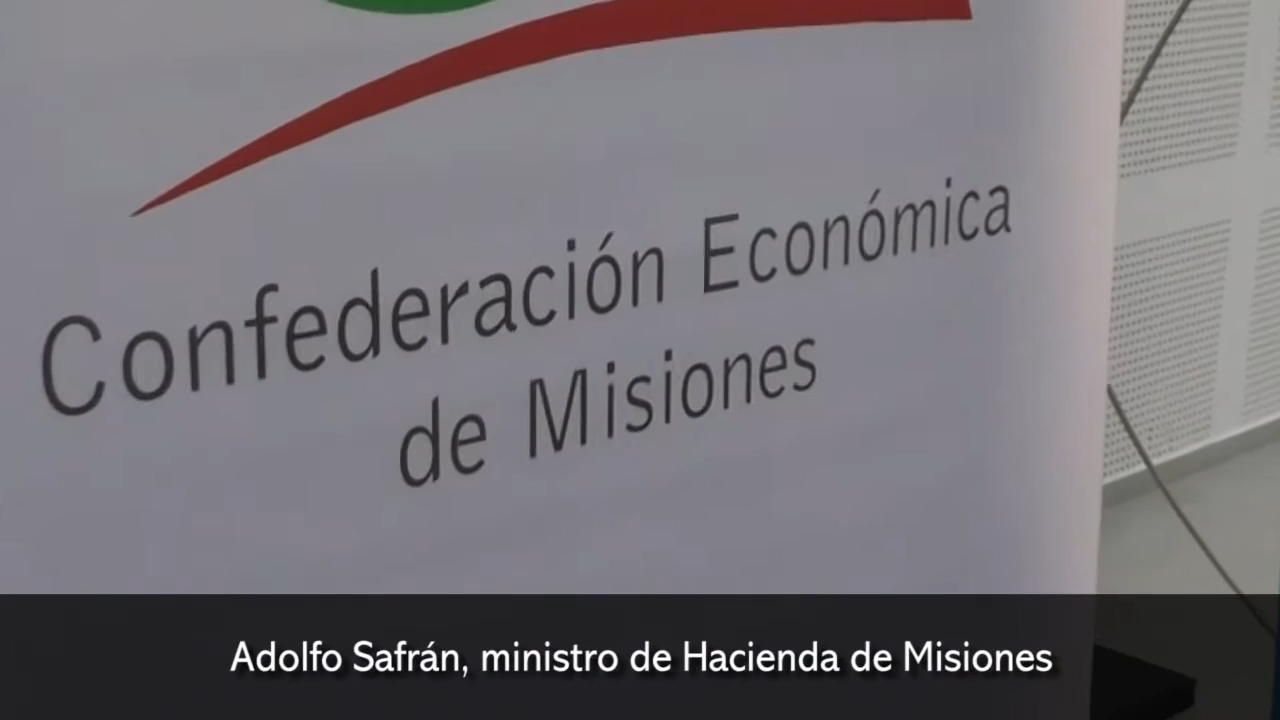 Confederación Económica
de Misiones
Adolfo Safrán, ministro de Hacienda de Misiones